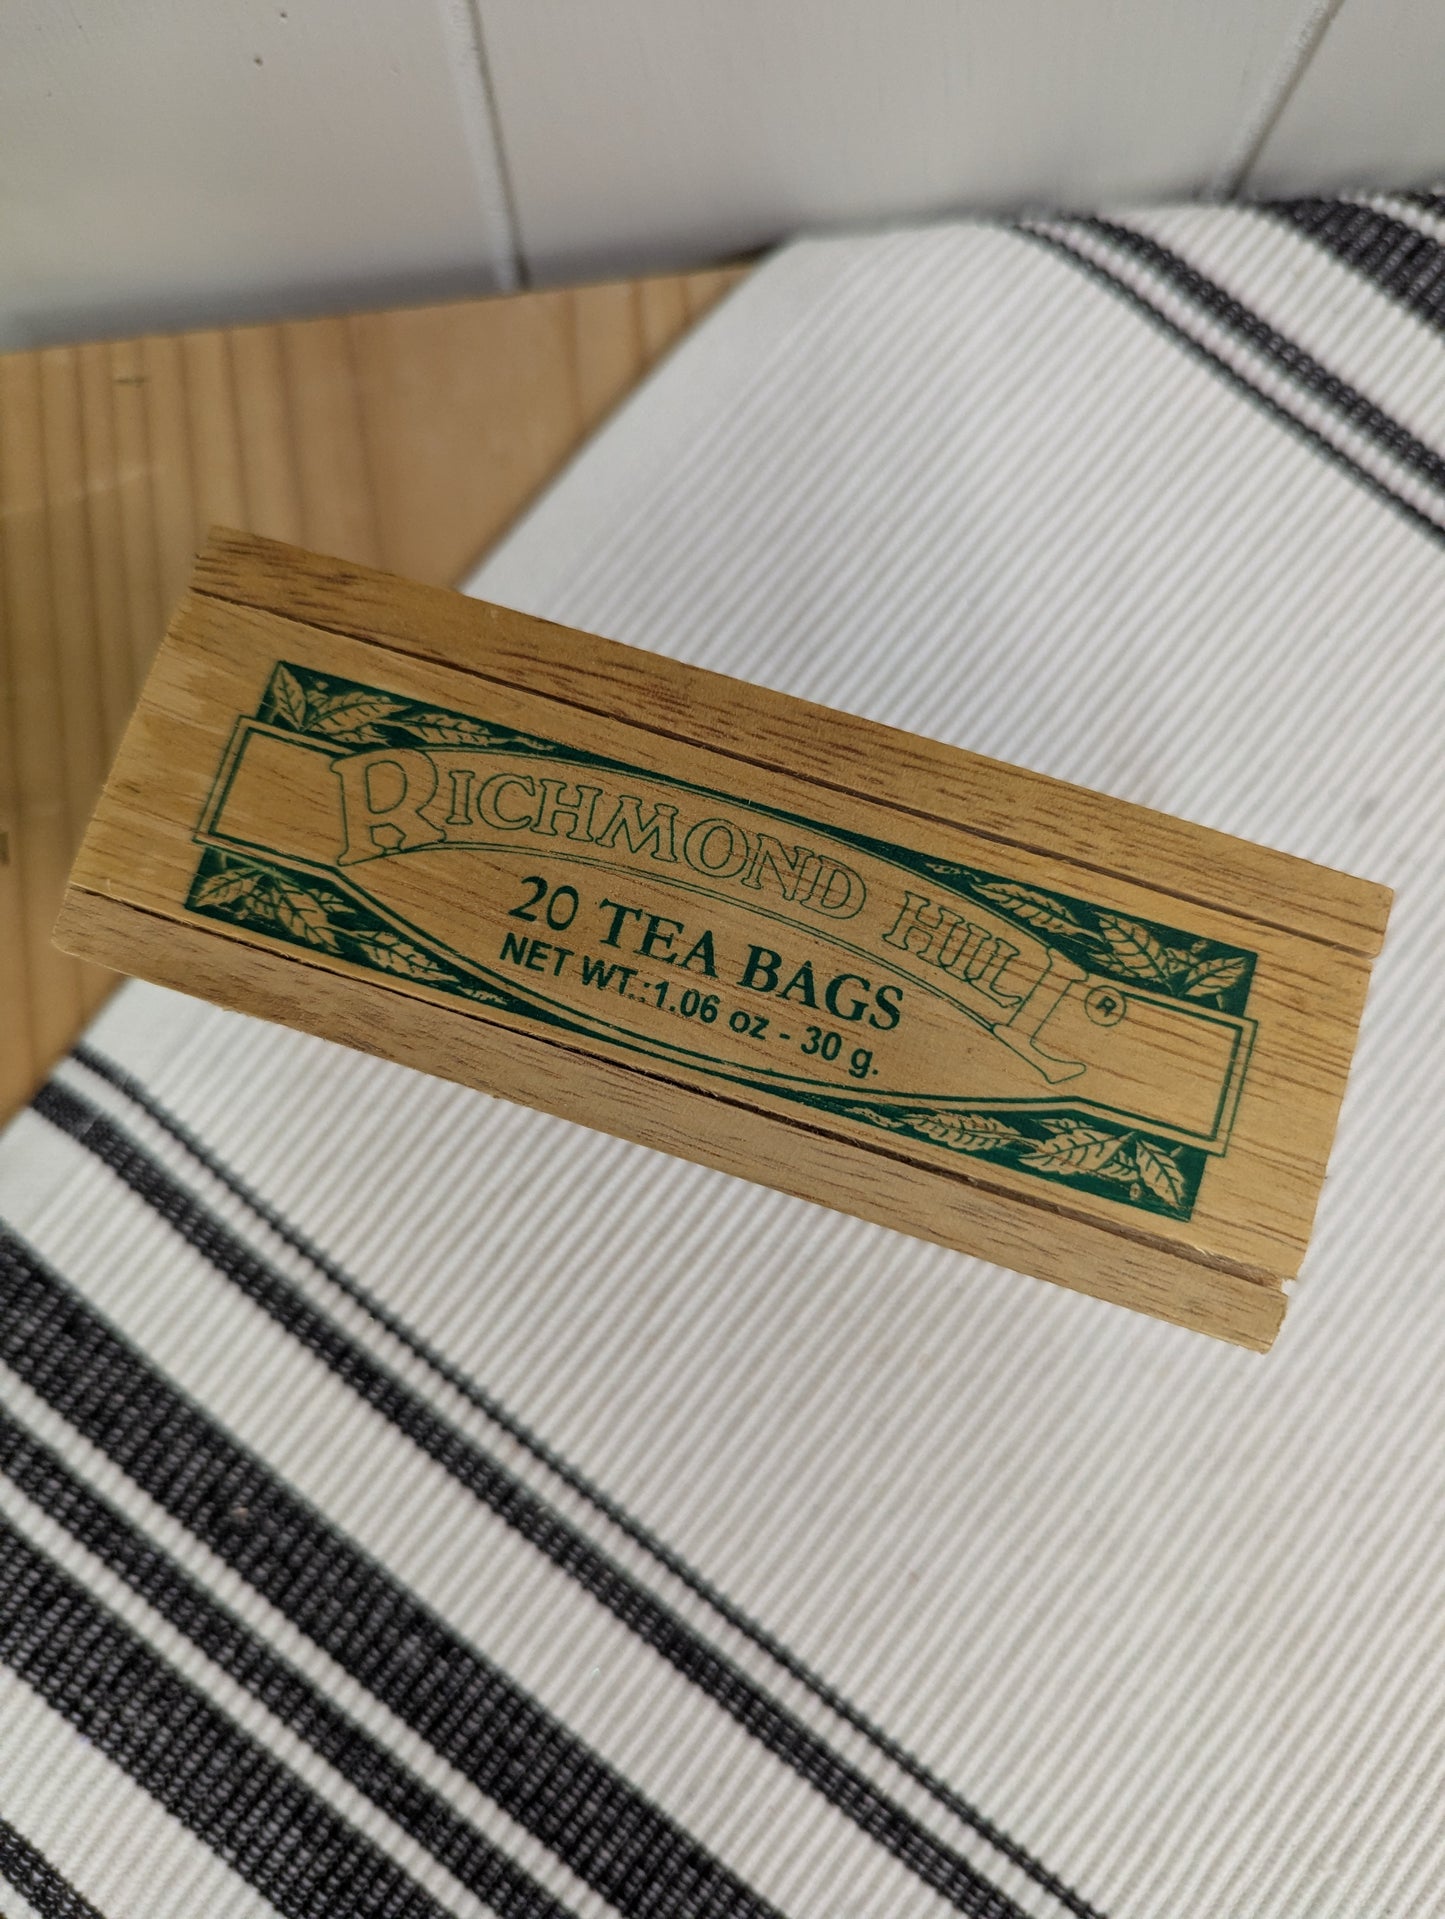 RICHMOND HILL ®
20 TEA BAGS
NET WT.:1.06 oz - 30 g.